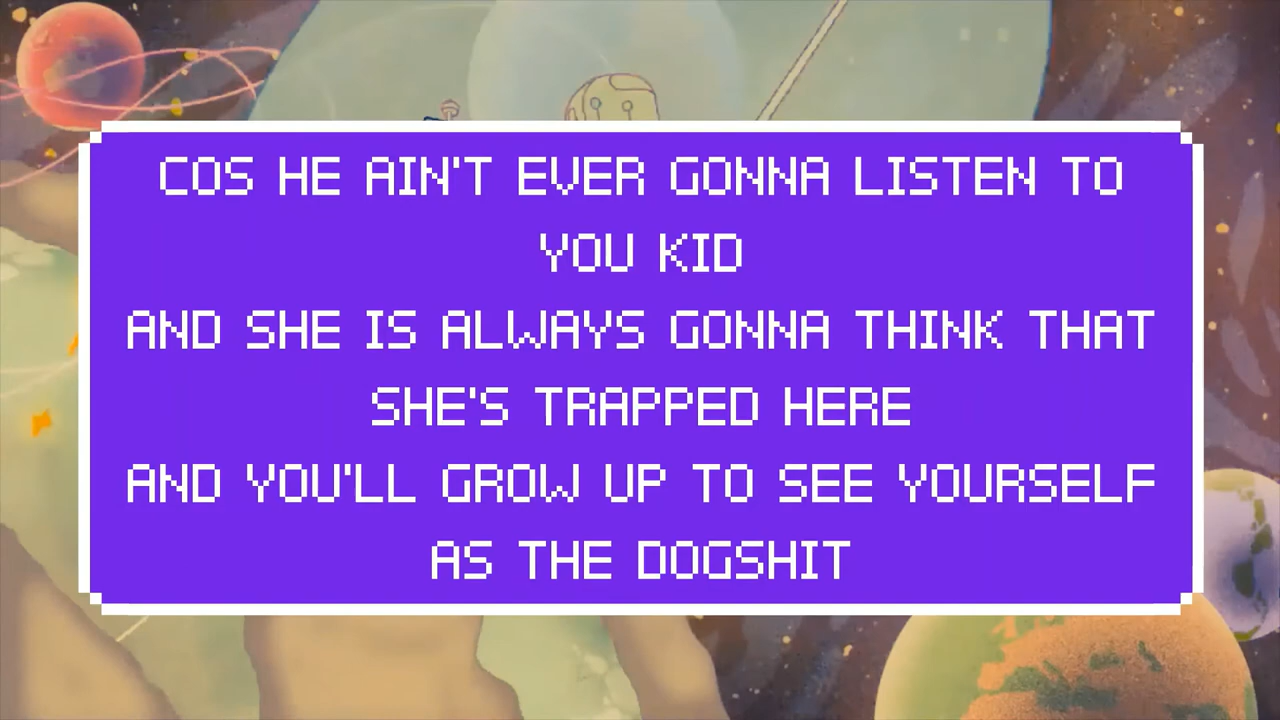 COS HE AIN'T EVER GONNA LISTEN TO
YOU KID
AND SHE IS ALWAYS GONNA THINK THAT
SHE'S TRAPPED HERE
AND YOU'LL GROW UP TO SEE YOURSELF
AS THE DOGSHIT